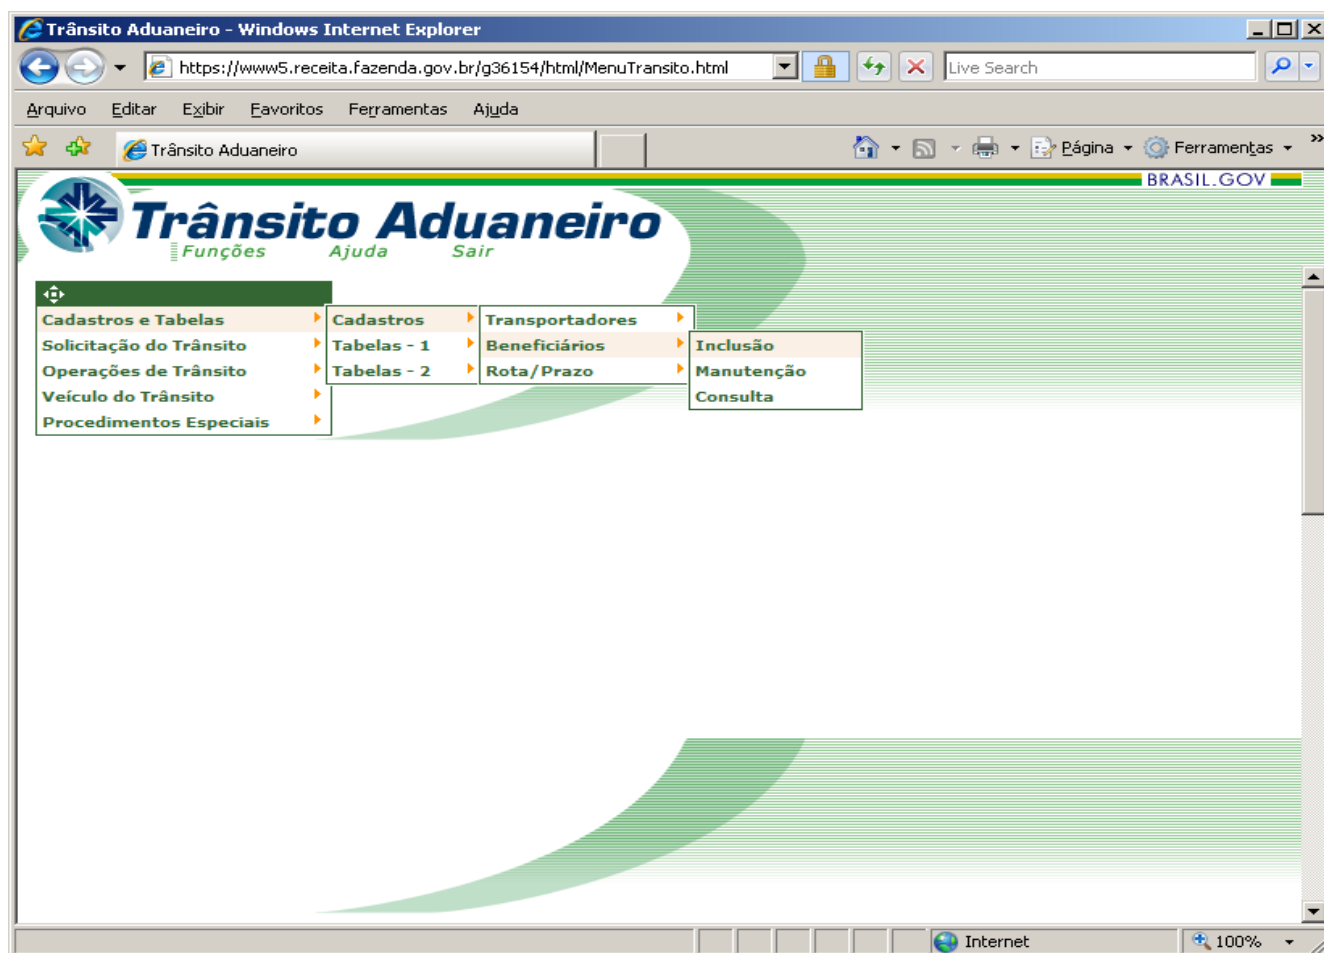 Trânsito Aduaneiro - Windows Internet Explorer
https://www5.receita.fazenda.gov.br/g36154/html/MenuTransito.html
Live Search
Arquivo Editar Exibir Favoritos Ferramentas Ajuda
Trânsito Aduaneiro
Página
Ferramentas
BRASIL.GOV
Trânsito Aduaneiro
Funções Ajuda Sair
Cadastros e Tabelas Cadastros Transportadores
Solicitação do Trânsito Tabelas - 1 Beneficiários Inclusão
Operações de Trânsito Tabelas - 2 Rota/Prazo Manutenção
Veículo do Trânsito Consulta
Procedimentos Especiais
Internet 100%